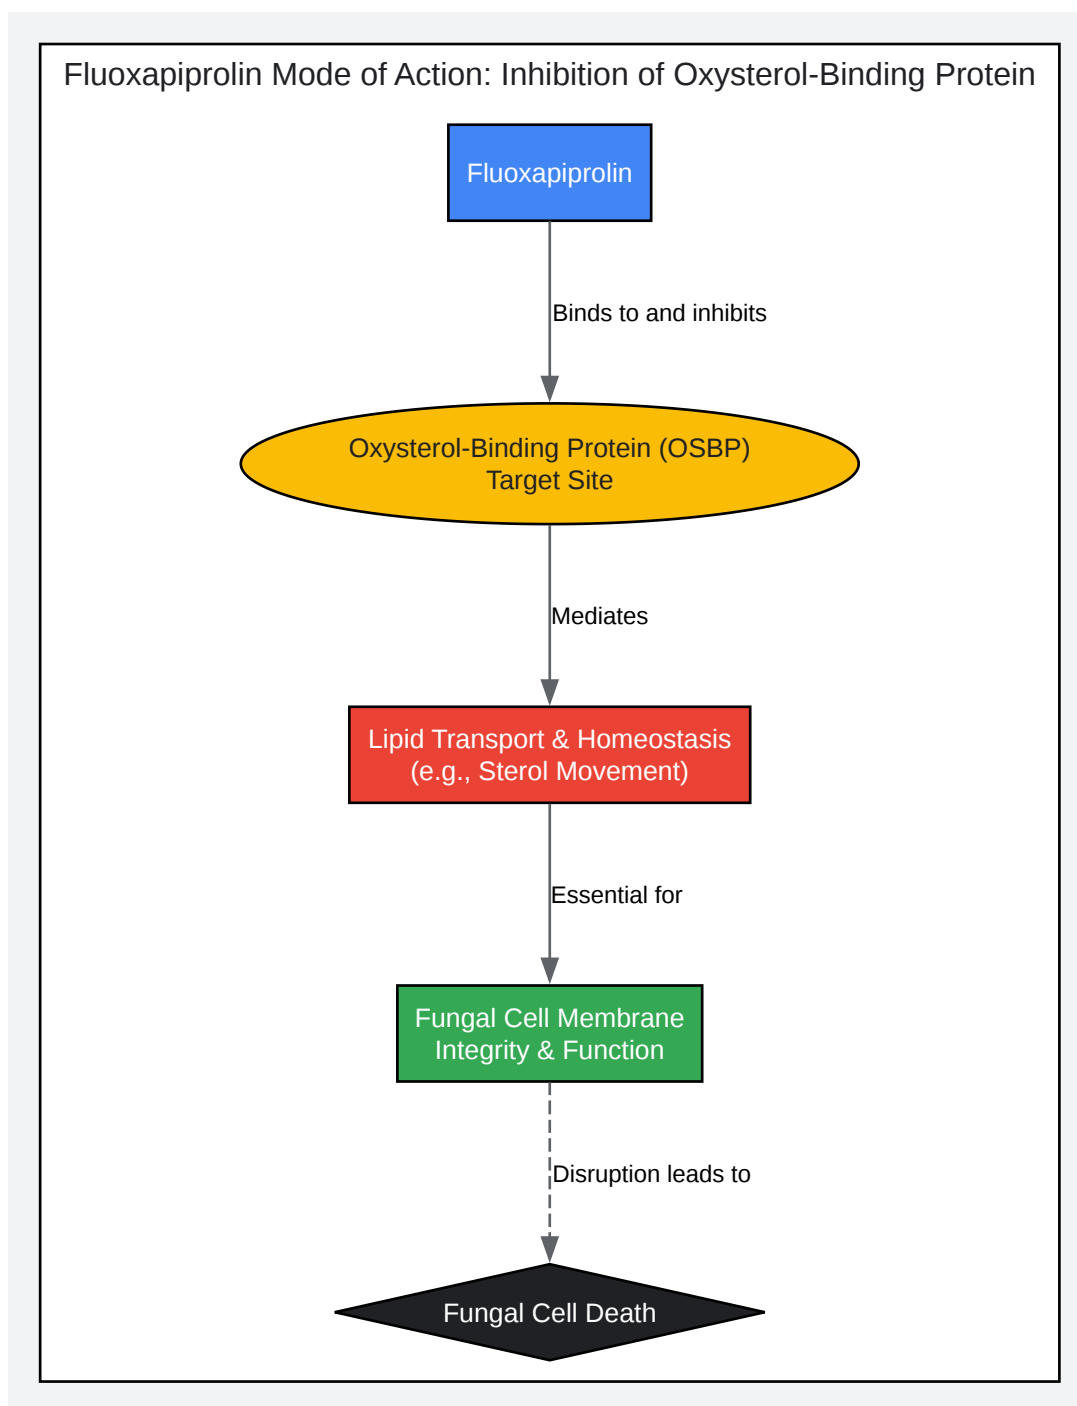 Fluoxapiprolin Mode of Action: Inhibition of Oxysterol-Binding Protein
Fluoxapiprolin
Binds to and inhibits
Oxysterol-Binding Protein (OSBP)
Target Site
Mediates
Lipid Transport & Homeostasis
(e.g., Sterol Movement)
Essential for
Fungal Cell Membrane
Integrity & Function
Disruption leads to
Fungal Cell Death